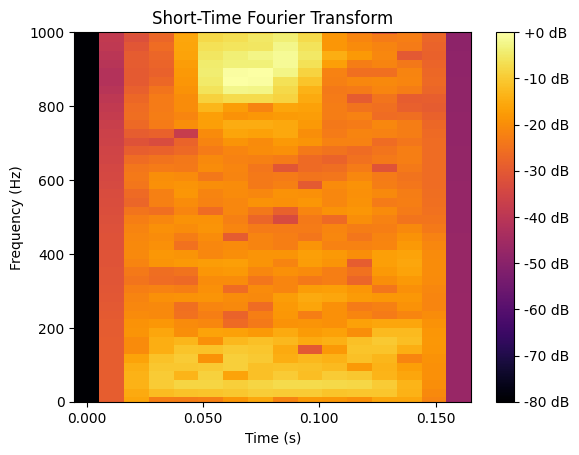 Short-Time Fourier Transform
Frequency (Hz)
1000
800
600
400
200
0
0.000
0.050
0.100
0.150
Time (s)
+0 dB
-10 dB
-20 dB
-30 dB
-40 dB
-50 dB
-60 dB
-70 dB
-80 dB